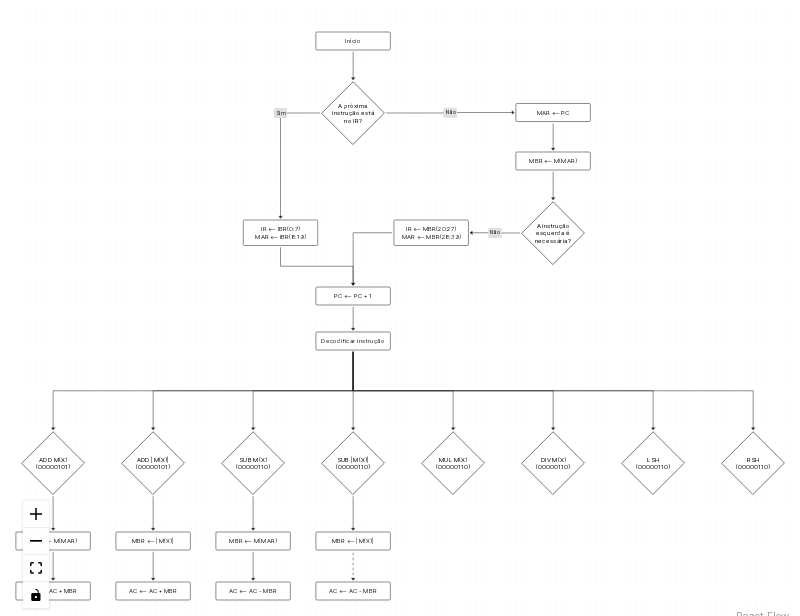 Início
A próxima
instrução está
no IR?
Sim
Não
MAR ← PC
MBR ← M(MAR)
IR ← IBR(0:7)
MAR ← IBR(8:19)
IR ← MBR(20:27)
MAR ← MBR(28:39)
Não
A instrução
esquerda é
necessária?
PC ← PC + 1
Decodificar instrução
ADD M(X)
(00000101)
ADD |M(X)|
(00000101)
SUB M(X)
(00000110)
SUB |M(X)|
(00000110)
MUL M(X)
(00000110)
DIV M(X)
(00000110)
LSH
(00000110)
RSH
(00000110)
- M(MAR)
MBR ← |M(X)|
MBR ← M(MAR)
MBR ← |M(X)|
AC + MBR
AC ← AC + MBR
AC ← AC - MBR
AC ← AC - MBR
React Flow